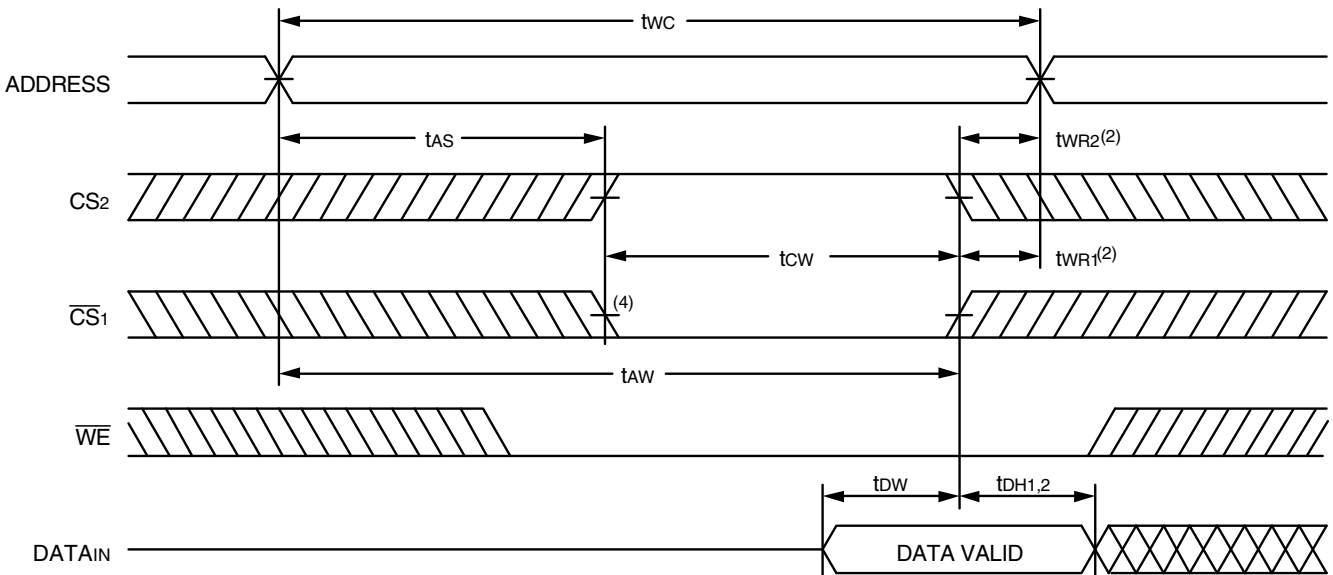 tWC
ADDRESS
tAS
tWR2(2)
CS2
tCW
tWR1(2)
CS1
(4)
tAW
WE
tDW
tDH1,2
DATAIN
DATA VALID